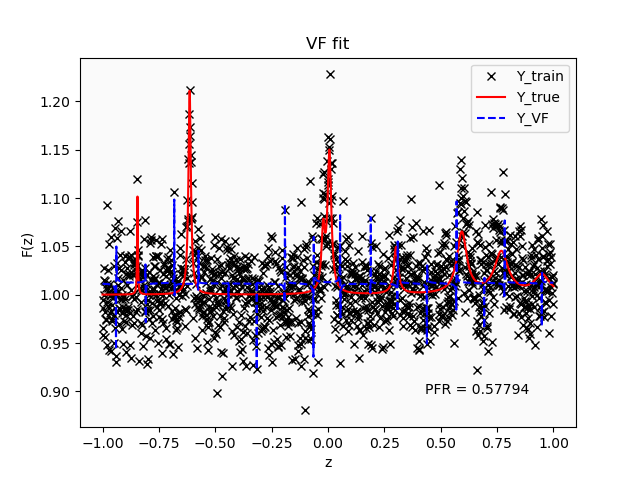 VF fit
Y_train
Y_true
Y_VF
F(z)
1.20
1.15
1.10
1.05
1.00
0.95
0.90
PFR = 0.57794
−1.00 −0.75 −0.50 −0.25 0.00 0.25 0.50 0.75 1.00
z